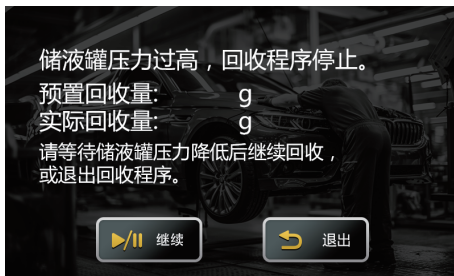 储液罐压力过高，回收程序停止。
预置回收量: g
实际回收量: g
请等待储液罐压力降低后继续回收，
或退出回收程序。
继续
退出